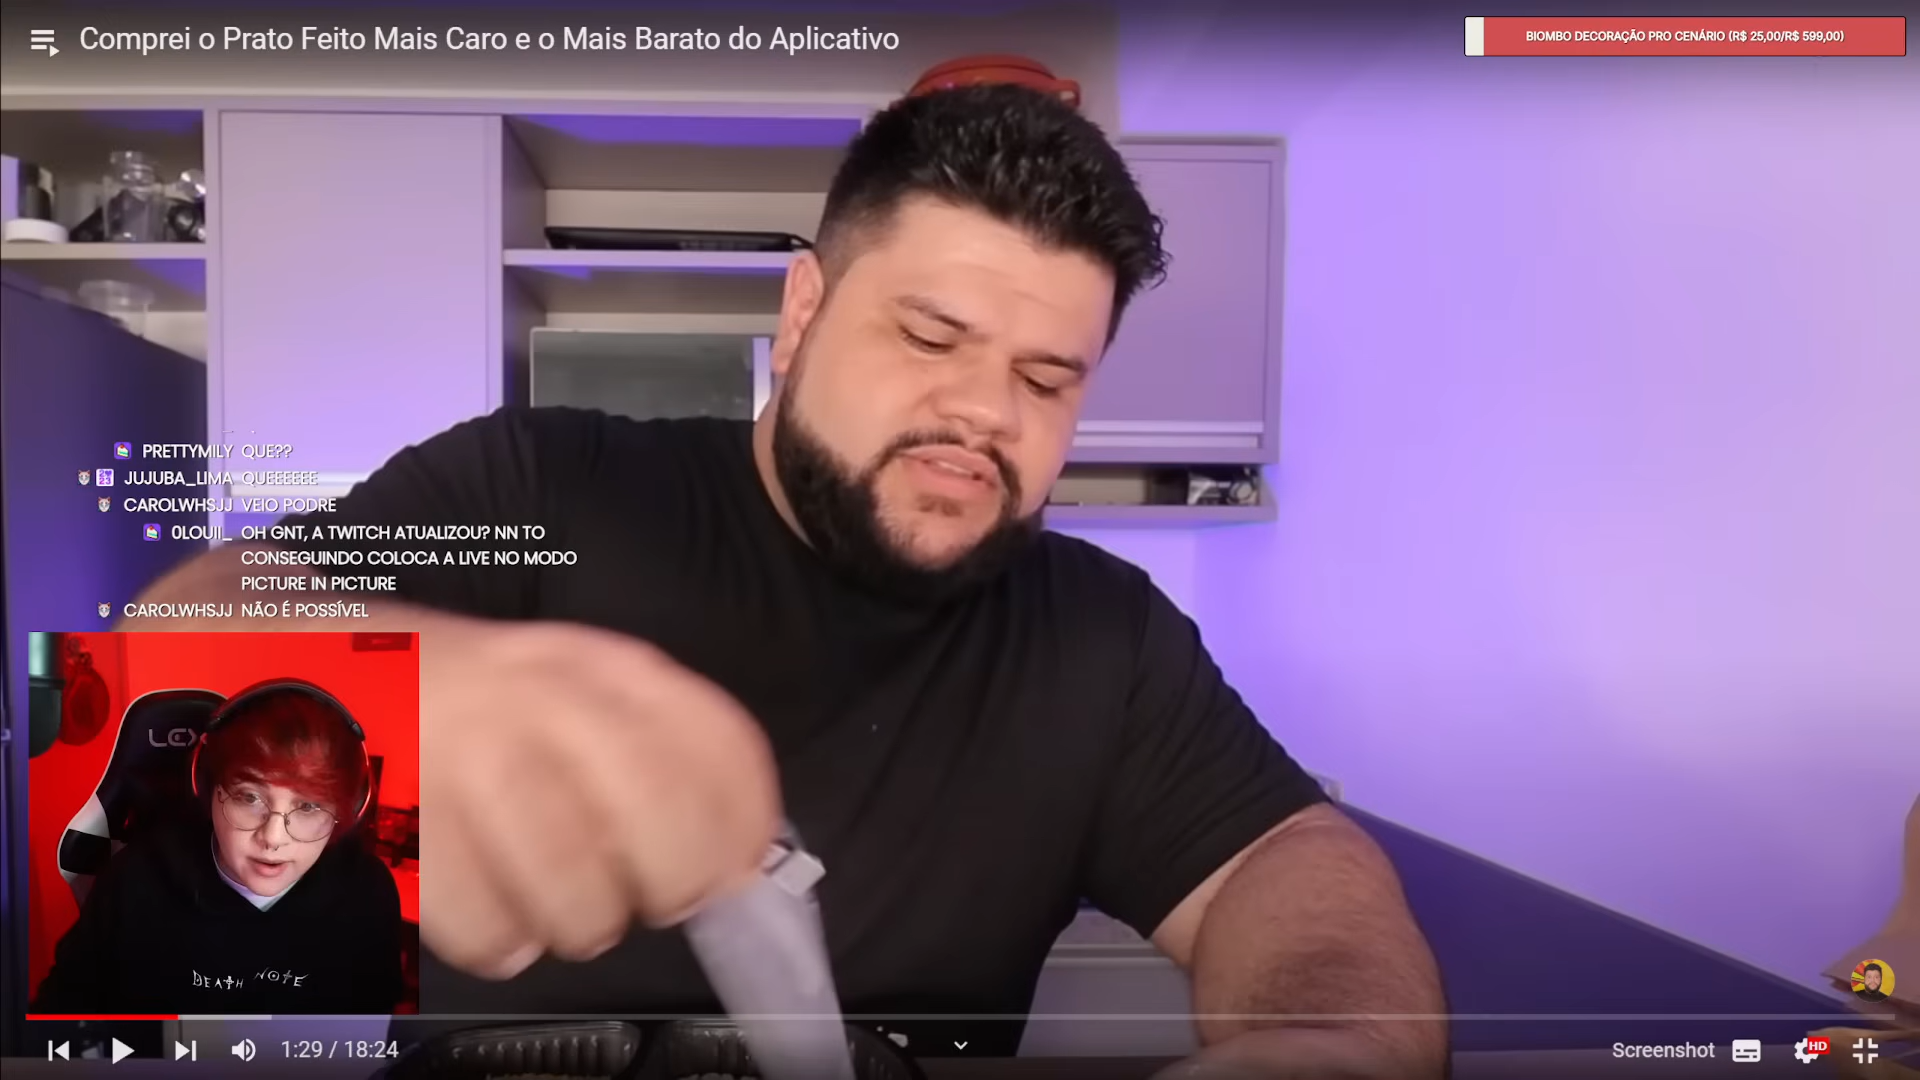 Comprei o Prato Feito Mais Caro e o Mais Barato do Aplicativo
BIOMBO DECORAÇÃO PRO CENÁRIO (R$ 25,00/R$ 599,00)
PRETTYMILY QUE??
JUJUBA_LIMA QUEEEEEE
CAROLWHSJJ VEIO PODRE
0LOUII_ OH GNT, A TWITCH ATUALIZOU? NN TO
CONSEGUINDO COLOCA A LIVE NO MODO
PICTURE IN PICTURE
CAROLWHSJJ NÃO É POSSÍVEL
DEATH NOTE
1:29 / 18:24
Screenshot
HD